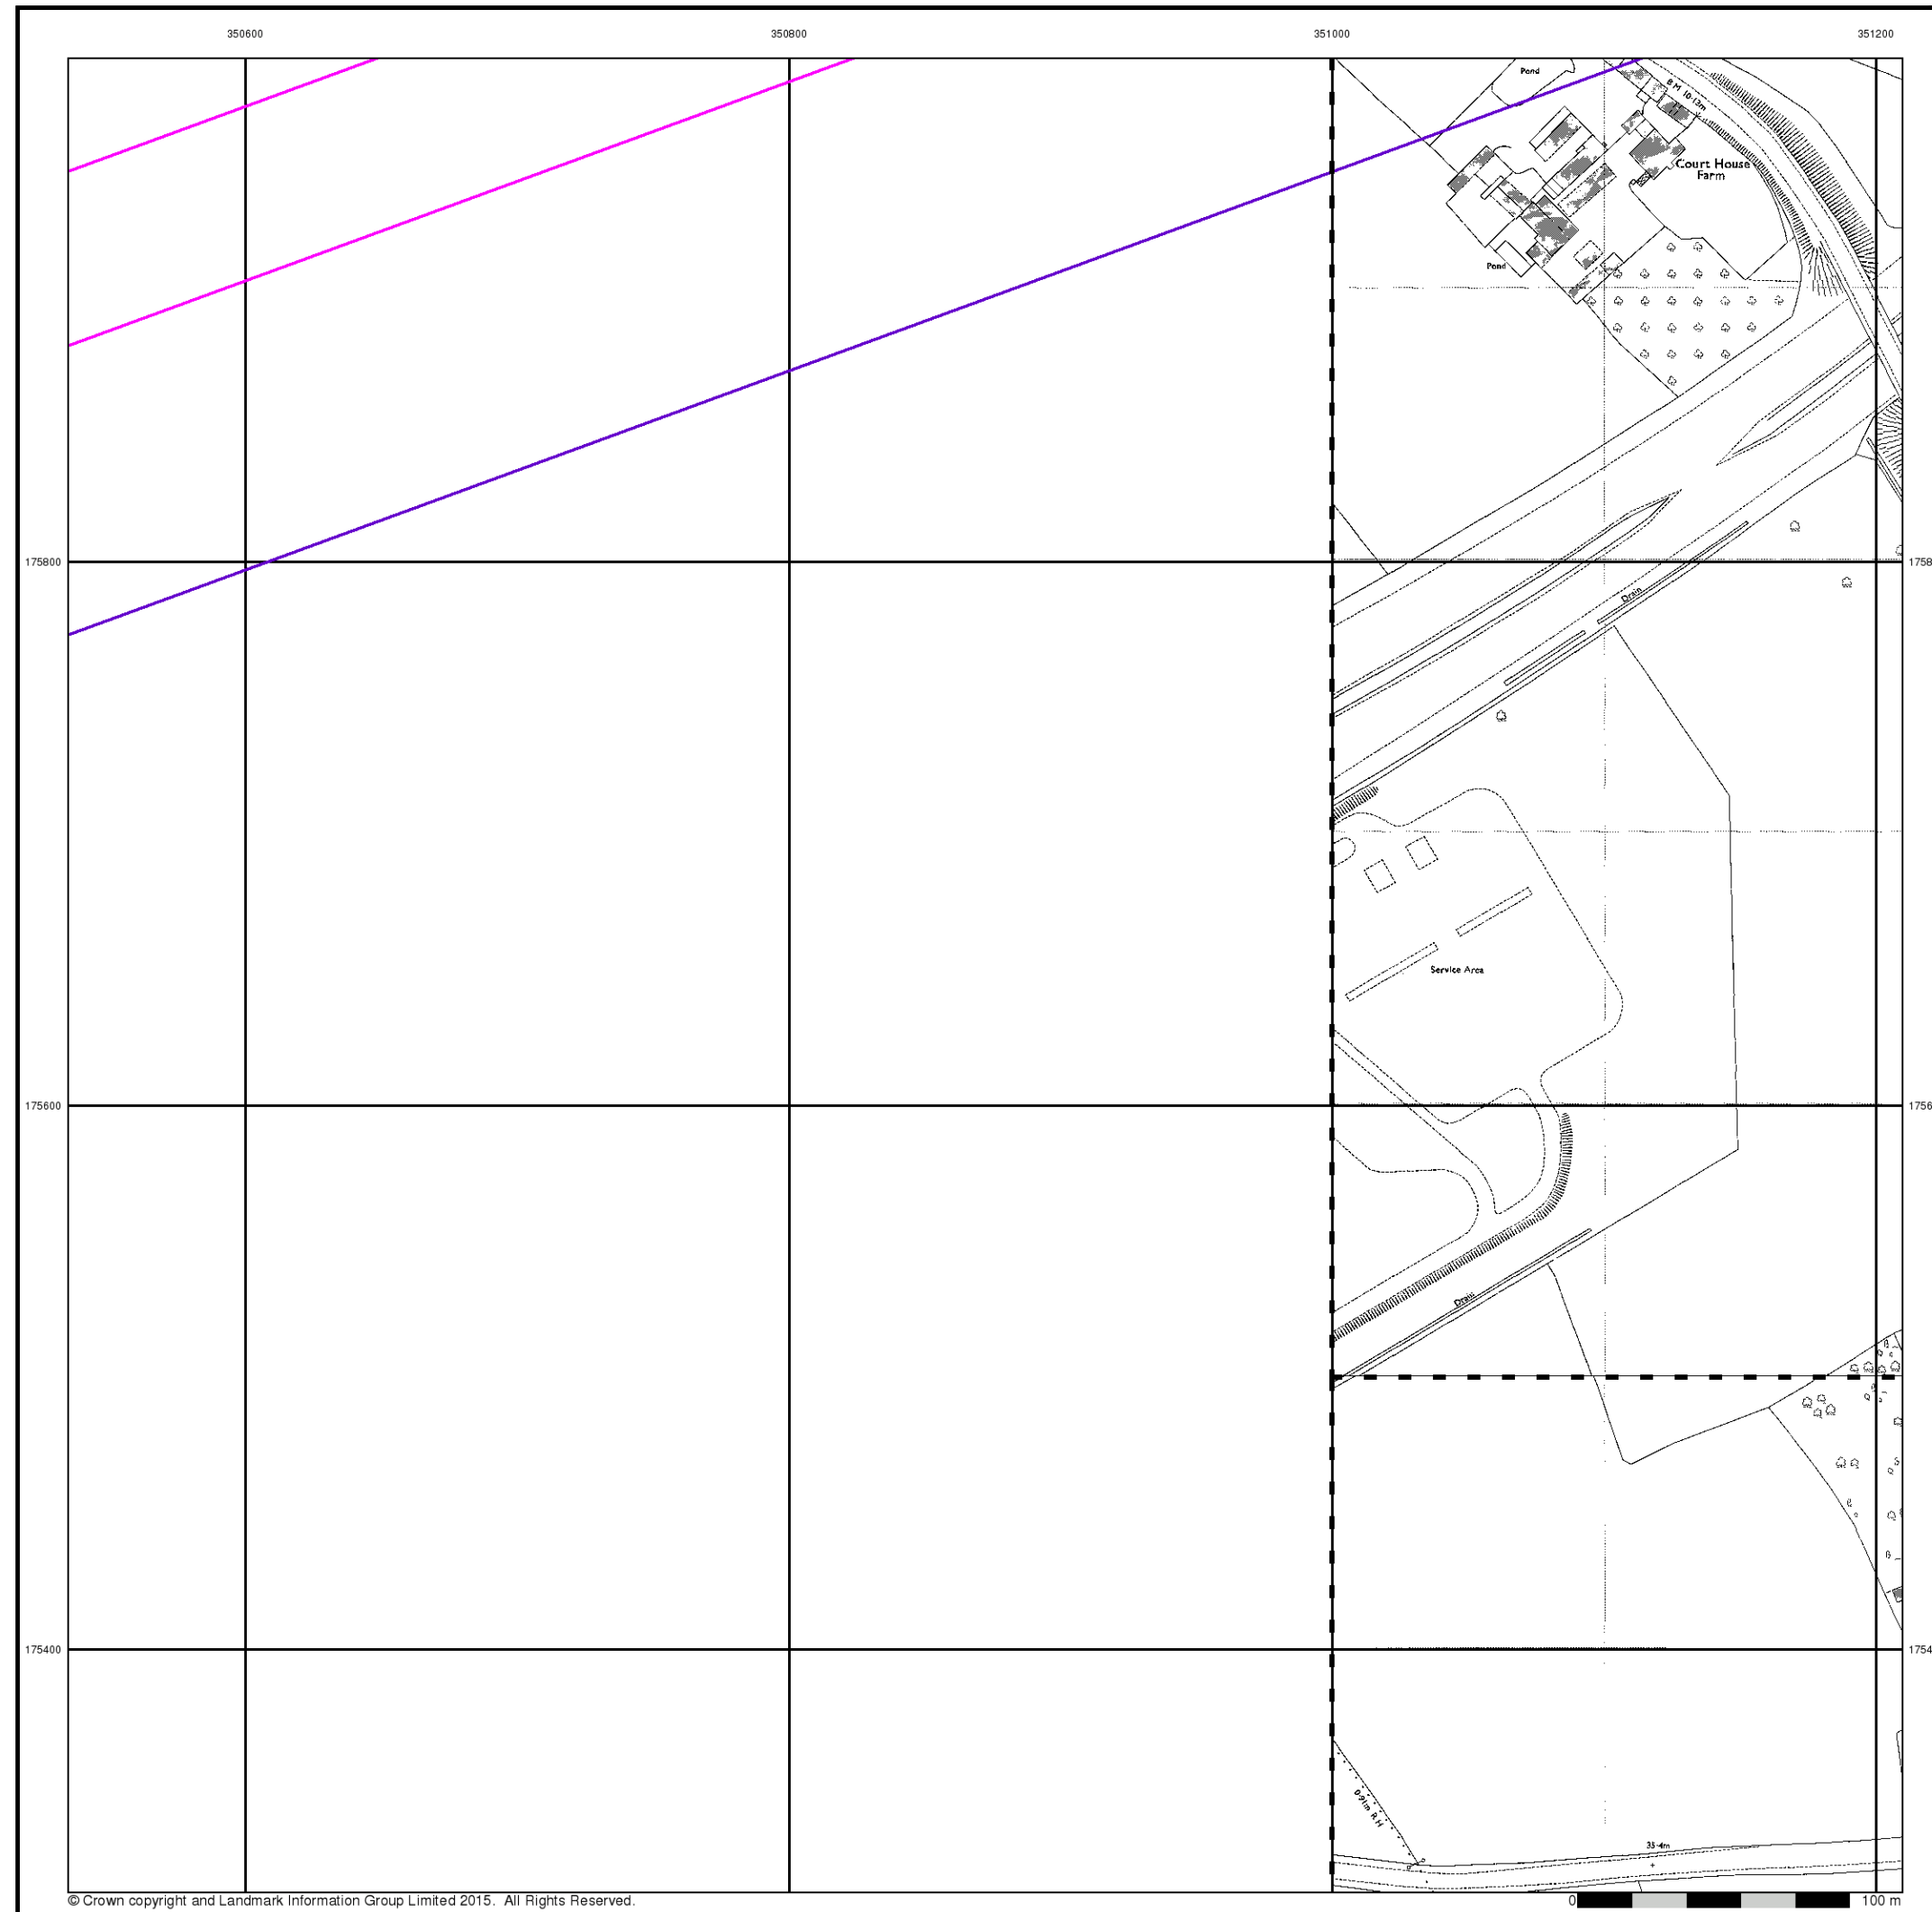 350600 350800 351000 351200
Pond
B M 10·13m
Court House
Farm
Pond
175800
Drain
Service Area
175600
Drain
175400
0·91m R H
35·4m
© Crown copyright and Landmark Information Group Limited 2015. All Rights Reserved.
0 100 m